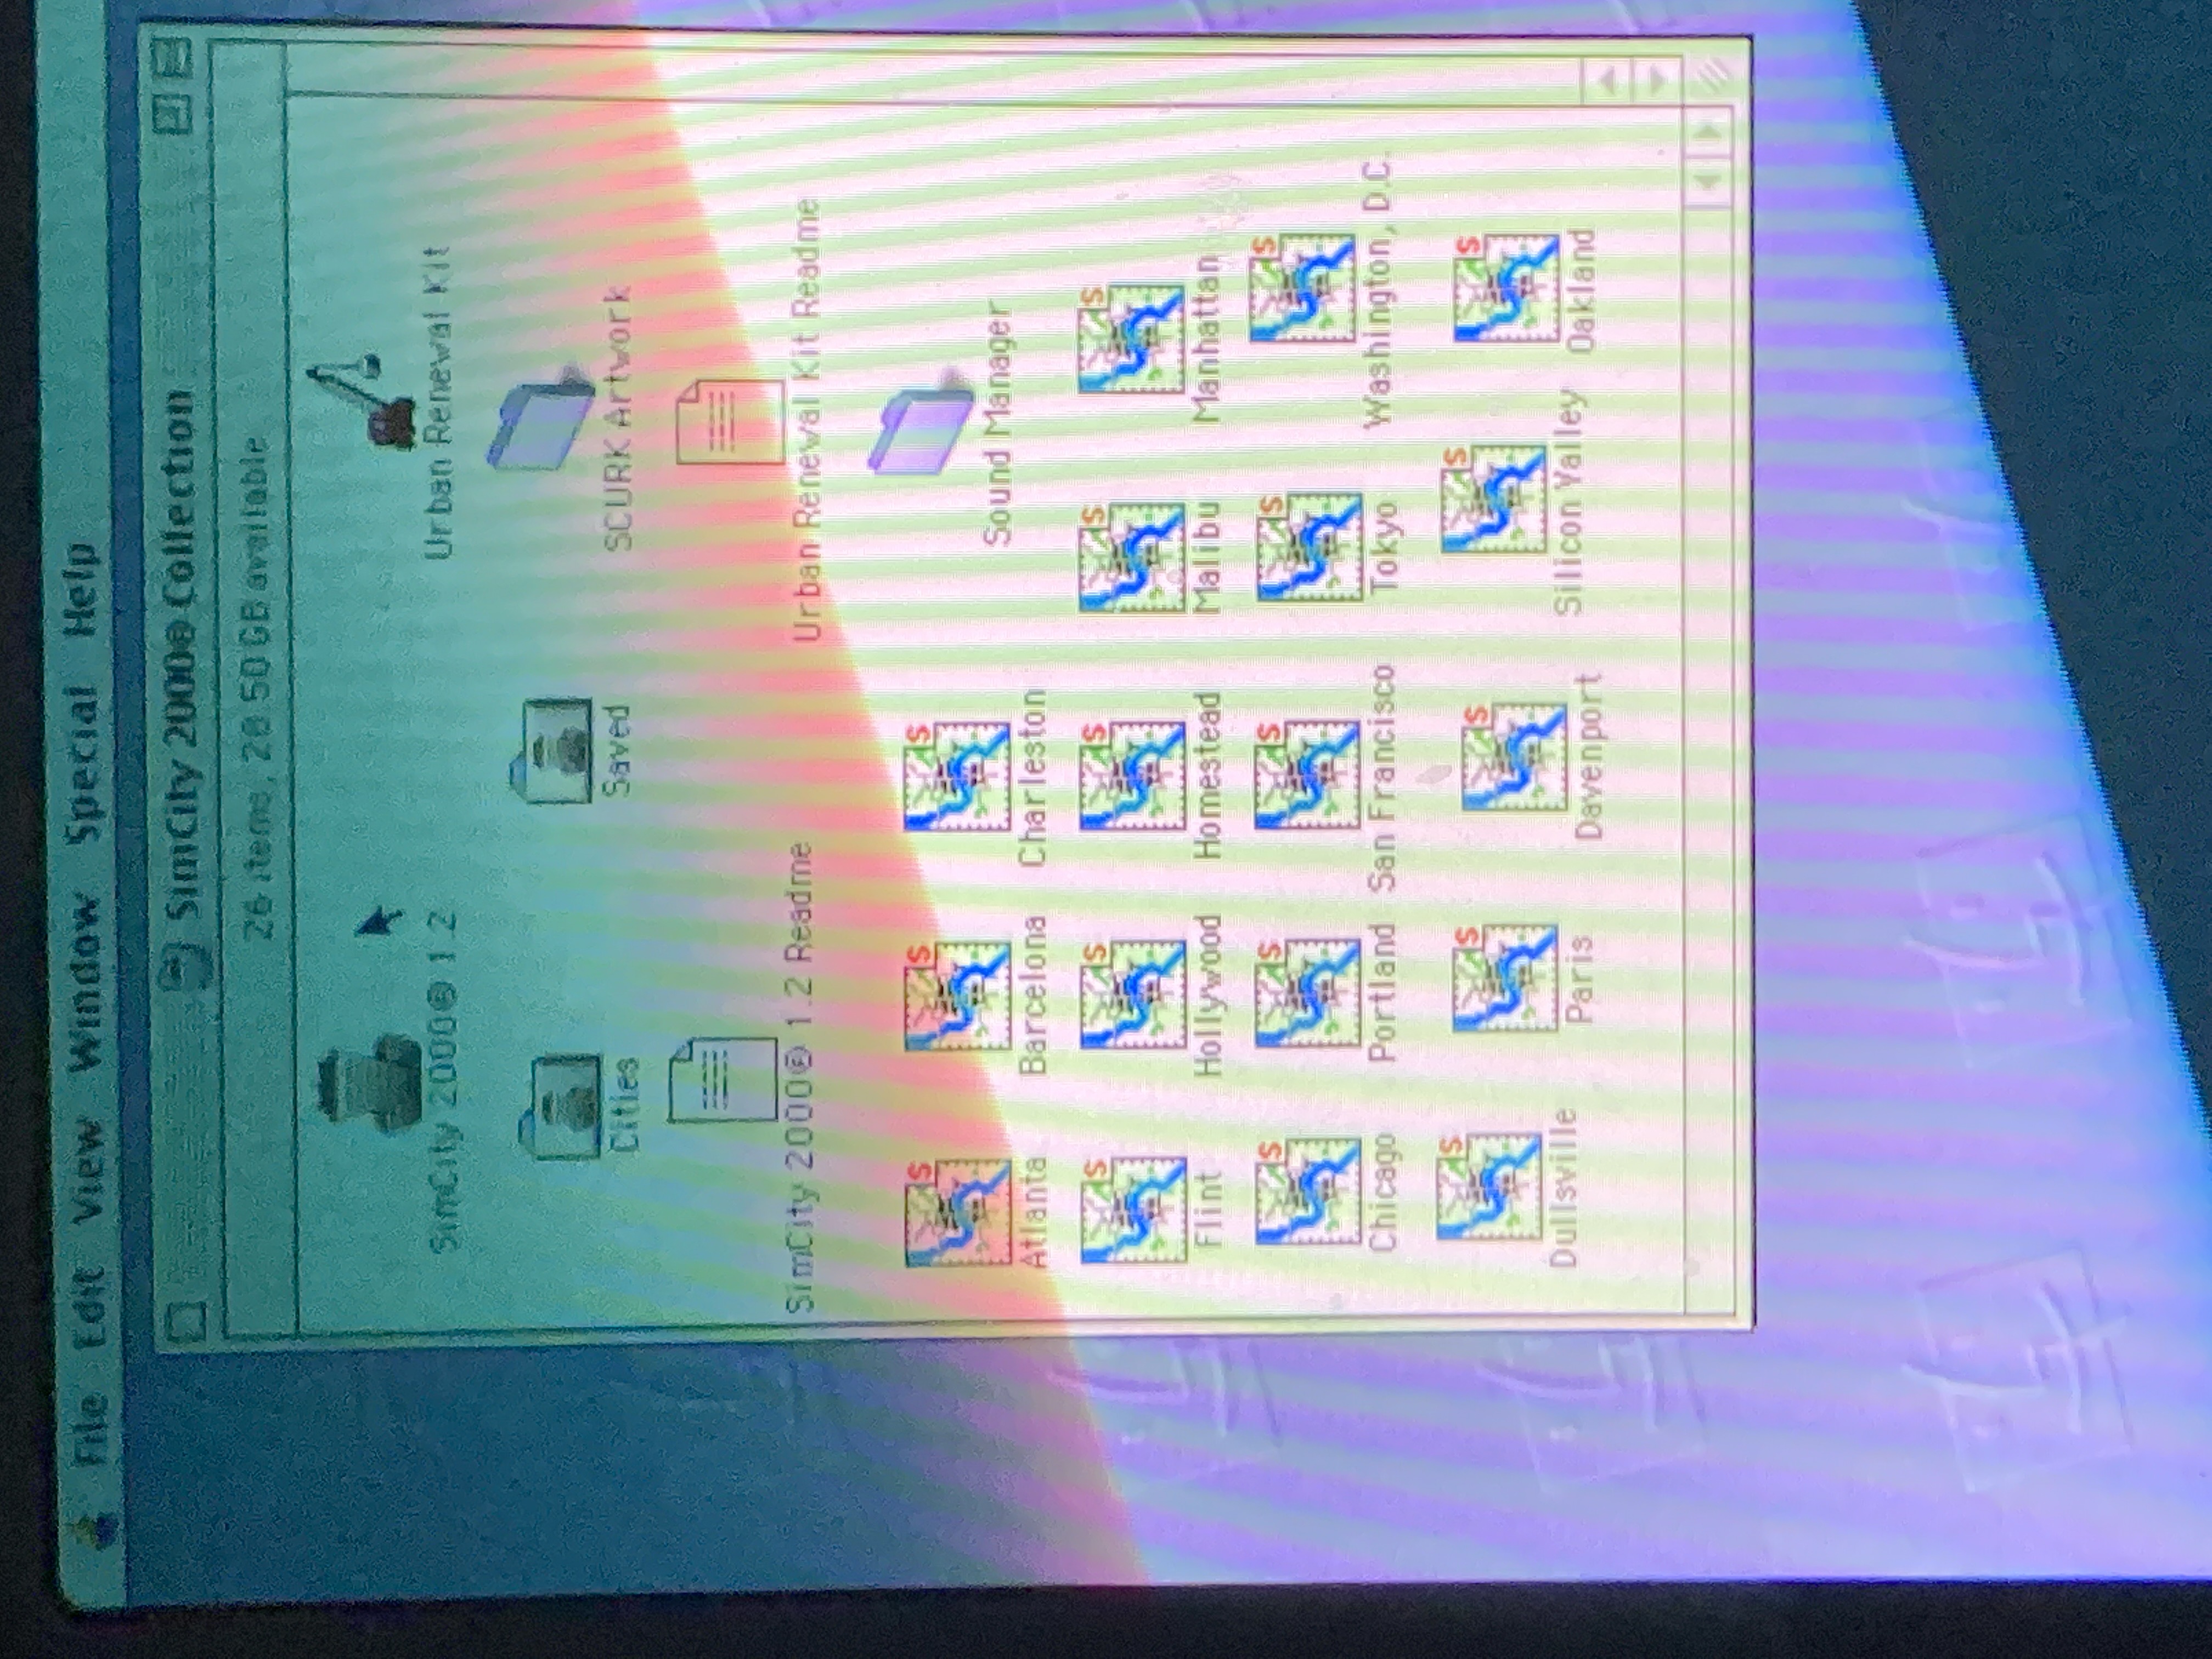 File Edit View Window Special Help
SimCity 2000® Collection
26 items, 28.50 GB available
SimCity 2000® 1.2
Urban Renewal Kit
Cities
Saved
SCURK Artwork
SimCity 2000® 1.2 Readme
Urban Renewal Kit Readme
Sound Manager
S S S
Atlanta Barcelona Charleston
S S S S S
Flint Hollywood Homestead Malibu Manhattan
S S S S S
Chicago Portland San Francisco Tokyo Washington, D.C.
S S S S S
Dullsville Paris Davenport Silicon Valley Oakland